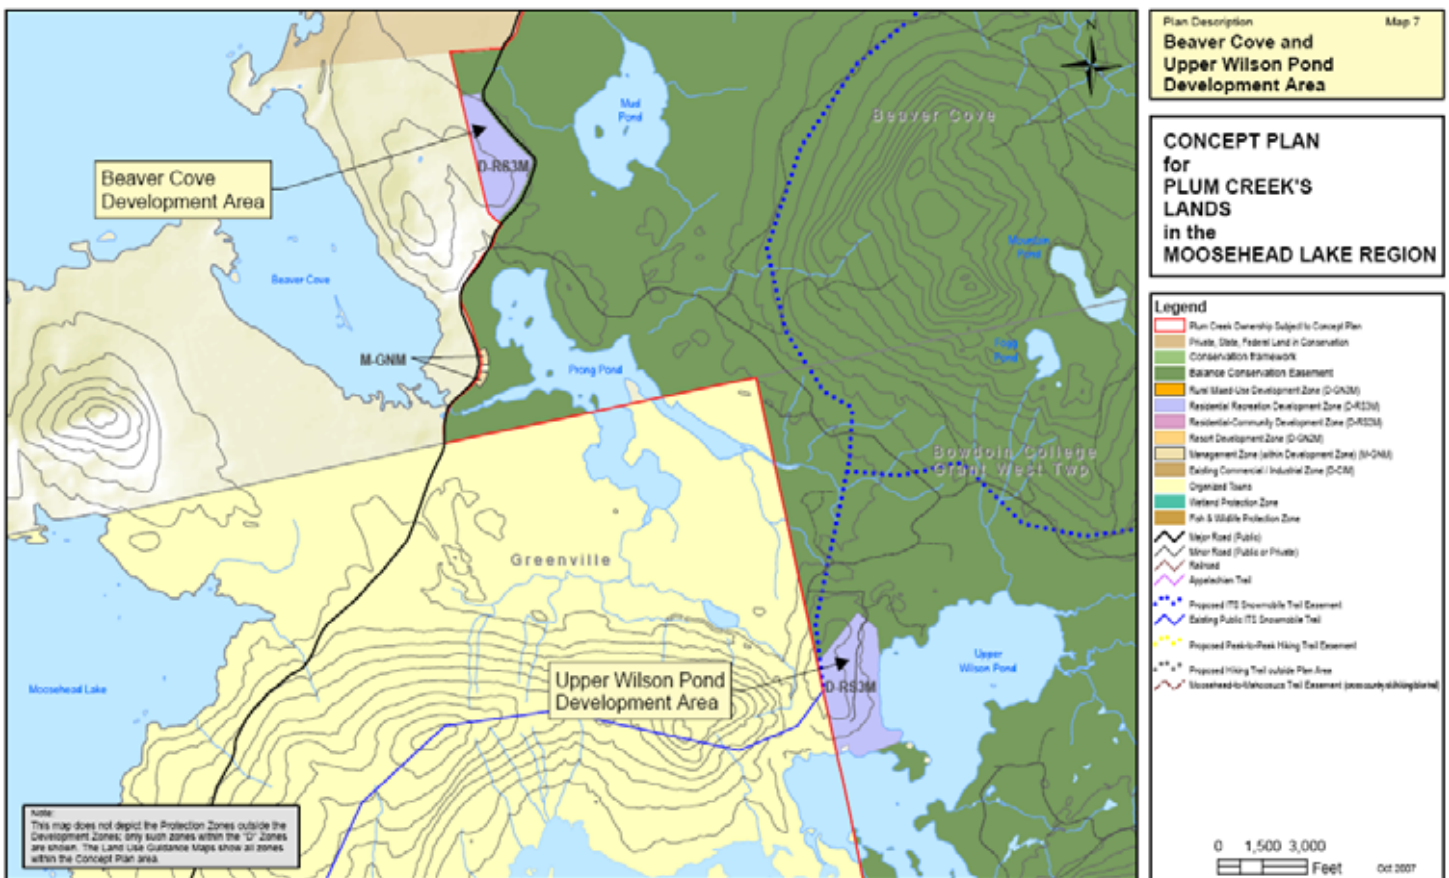 Plan Description Map 7
Beaver Cove and
Upper Wilson Pond
Development Area
CONCEPT PLAN
for
PLUM CREEK'S
LANDS
in the
MOOSEHEAD LAKE REGION
Legend
Plum Creek Ownership Subject to Concept Plan
Private, State, Federal Land in Conservation
Conservation framework
Balance Conservation Easement
Rural Mixed-Use Development Zone (D-GN3M)
Residential Recreation Development Zone (D-RS3M)
Residential-Community Development Zone (D-RS2M)
Resort Development Zone (D-GN2M)
Management Zone (within Development Zone) (M-GNM)
Existing Commercial / Industrial Zone (D-CIM)
Organized Towns
Wetland Protection Zone
Fish & Wildlife Protection Zone
Major Road (Public)
Minor Road (Public or Private)
Railroad
Appalachian Trail
Proposed ITS Snowmobile Trail Easement
Existing Public ITS Snowmobile Trail
Proposed Peak-to-Peak Hiking Trail Easement
Proposed Hiking Trail outside Plan Area
Moosehead-to-Mahoosucs Trail Easement
0 1,500 3,000
Feet
Oct 2007
N
Mud
Pond
Beaver Cove
D-RS3M
Beaver Cove
Development Area
Mountain
Pond
Beaver Cove
Fogg
Pond
M-GNM
Prong Pond
Bowdoin College
Grant West Twp
Greenville
Upper
Wilson Pond
Upper Wilson Pond
Development Area
D-RS3M
Moosehead Lake
Note:
This map does not depict the Protection Zones outside the
Development Zones; only such zones within the "D" Zones
are shown. The Land Use Guidance Maps show all zones
within the Concept Plan area.